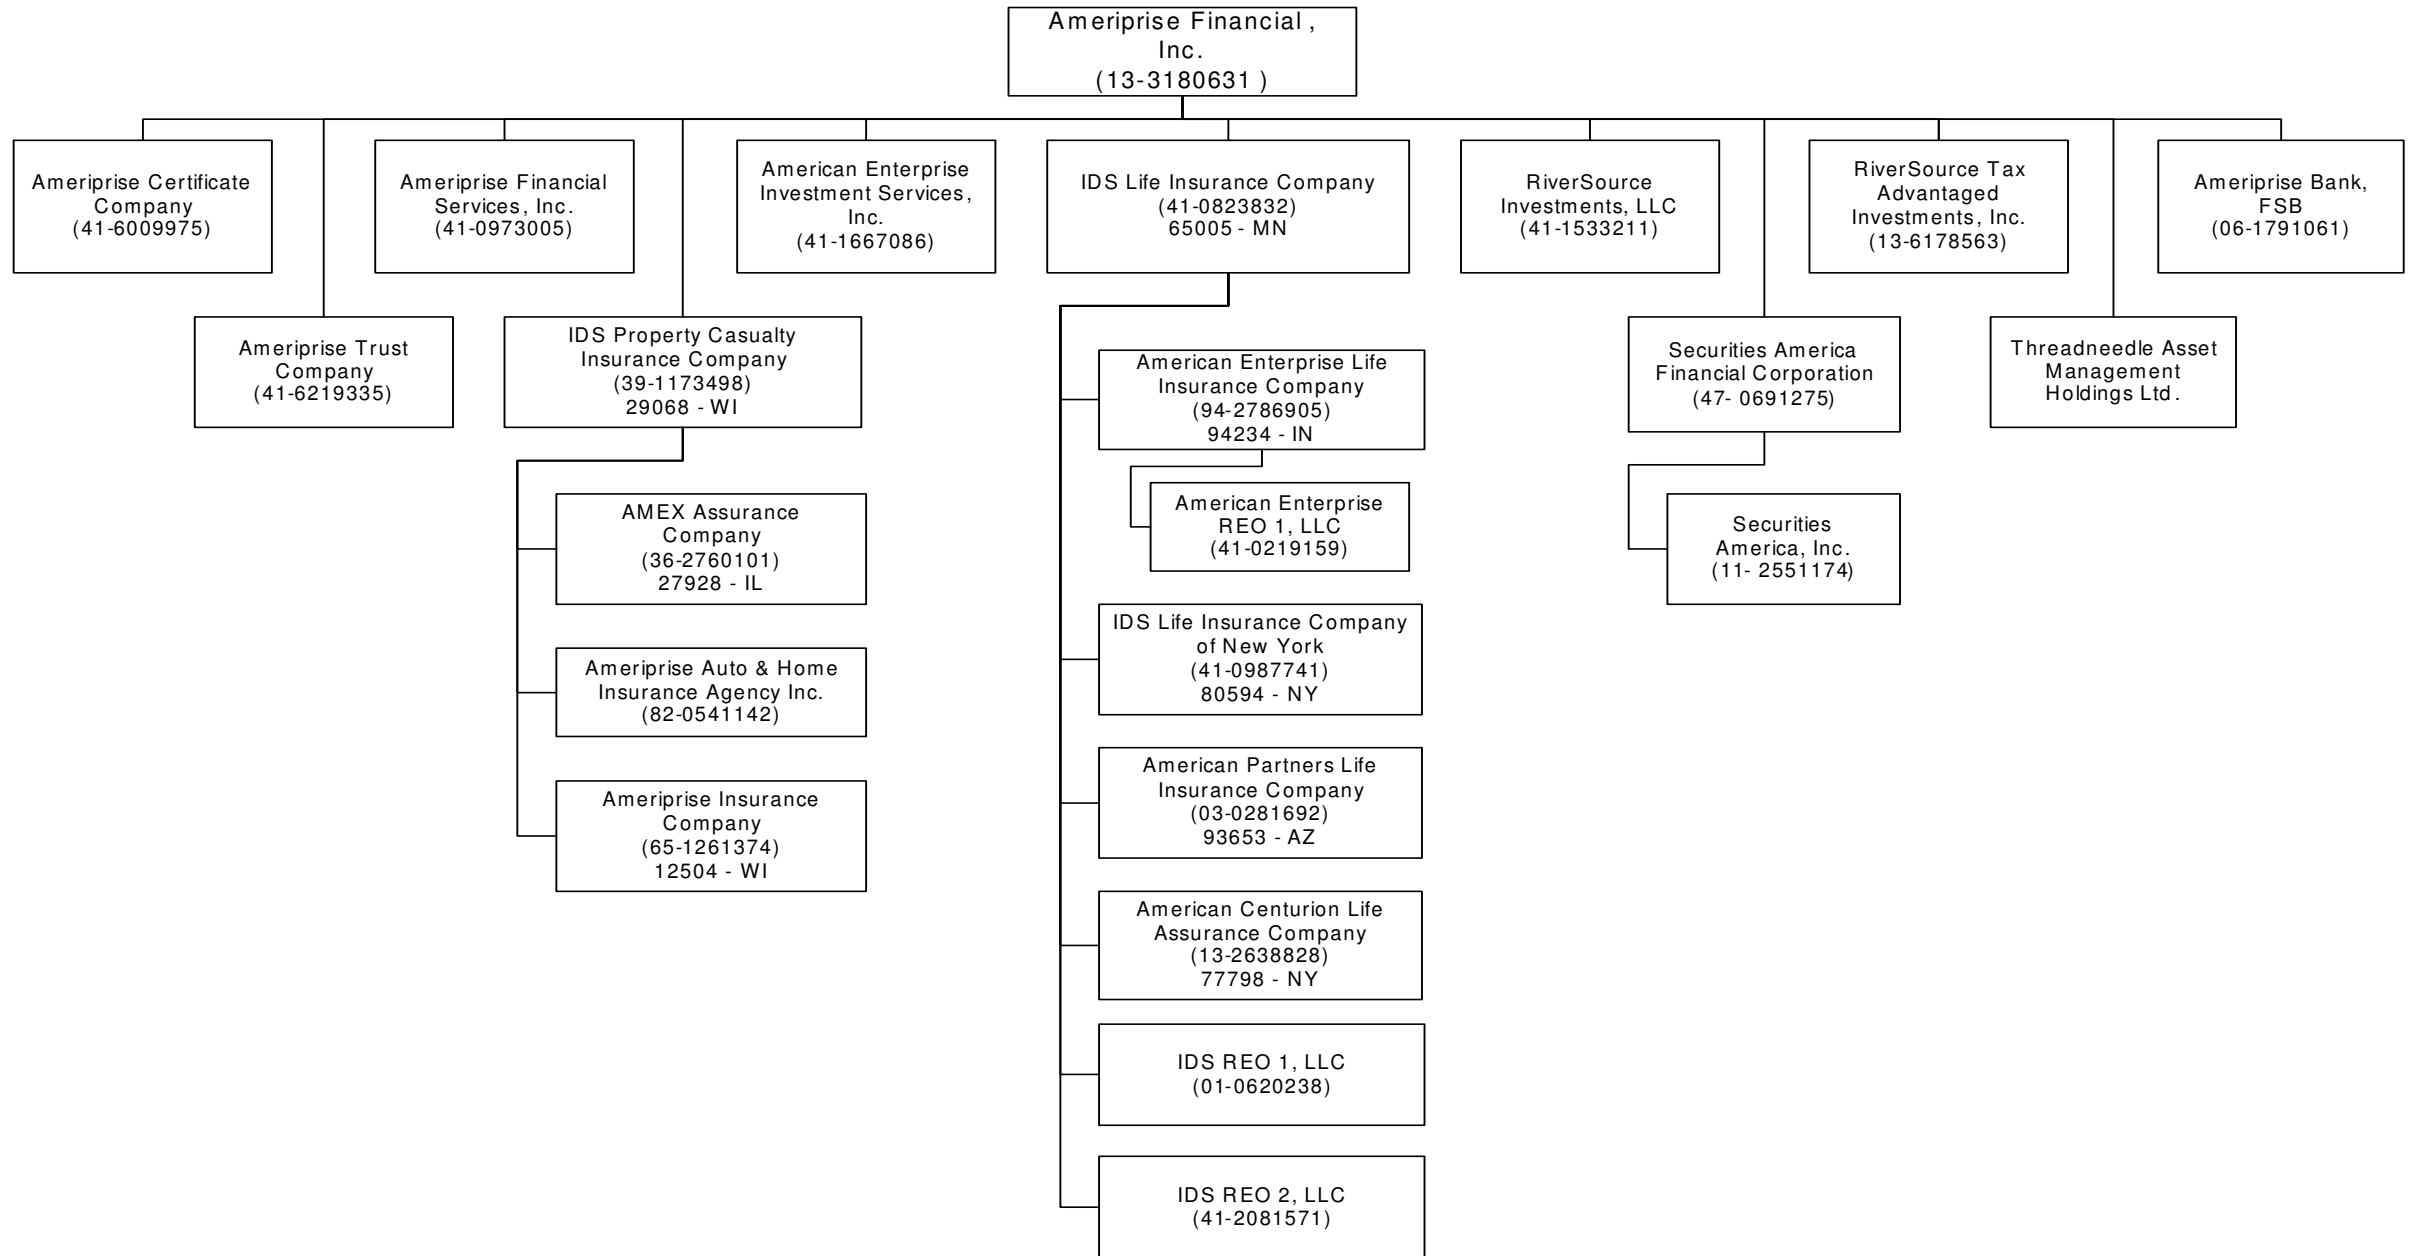 Ameriprise Financial ,
Inc.
(13-3180631 )
Ameriprise Certificate
Company
(41-6009975)
Ameriprise Financial
Services, Inc.
(41-0973005)
American Enterprise
Investment Services,
Inc.
(41-1667086)
IDS Life Insurance Company
(41-0823832)
65005 - MN
RiverSource
Investments, LLC
(41-1533211)
RiverSource Tax
Advantaged
Investments, Inc.
(13-6178563)
Ameriprise Bank,
FSB
(06-1791061)
Ameriprise Trust
Company
(41-6219335)
IDS Property Casualty
Insurance Company
(39-1173498)
29068 - WI
Securities America
Financial Corporation
(47- 0691275)
Threadneedle Asset
Management
Holdings Ltd.
AMEX Assurance
Company
(36-2760101)
27928 - IL
Ameriprise Auto & Home
Insurance Agency Inc.
(82-0541142)
Ameriprise Insurance
Company
(65-1261374)
12504 - WI
American Enterprise Life
Insurance Company
(94-2786905)
94234 - IN
American Enterprise
REO 1, LLC
(41-0219159)
IDS Life Insurance Company
of New York
(41-0987741)
80594 - NY
American Partners Life
Insurance Company
(03-0281692)
93653 - AZ
American Centurion Life
Assurance Company
(13-2638828)
77798 - NY
IDS REO 1, LLC
(01-0620238)
IDS REO 2, LLC
(41-2081571)
Securities
America, Inc.
(11- 2551174)